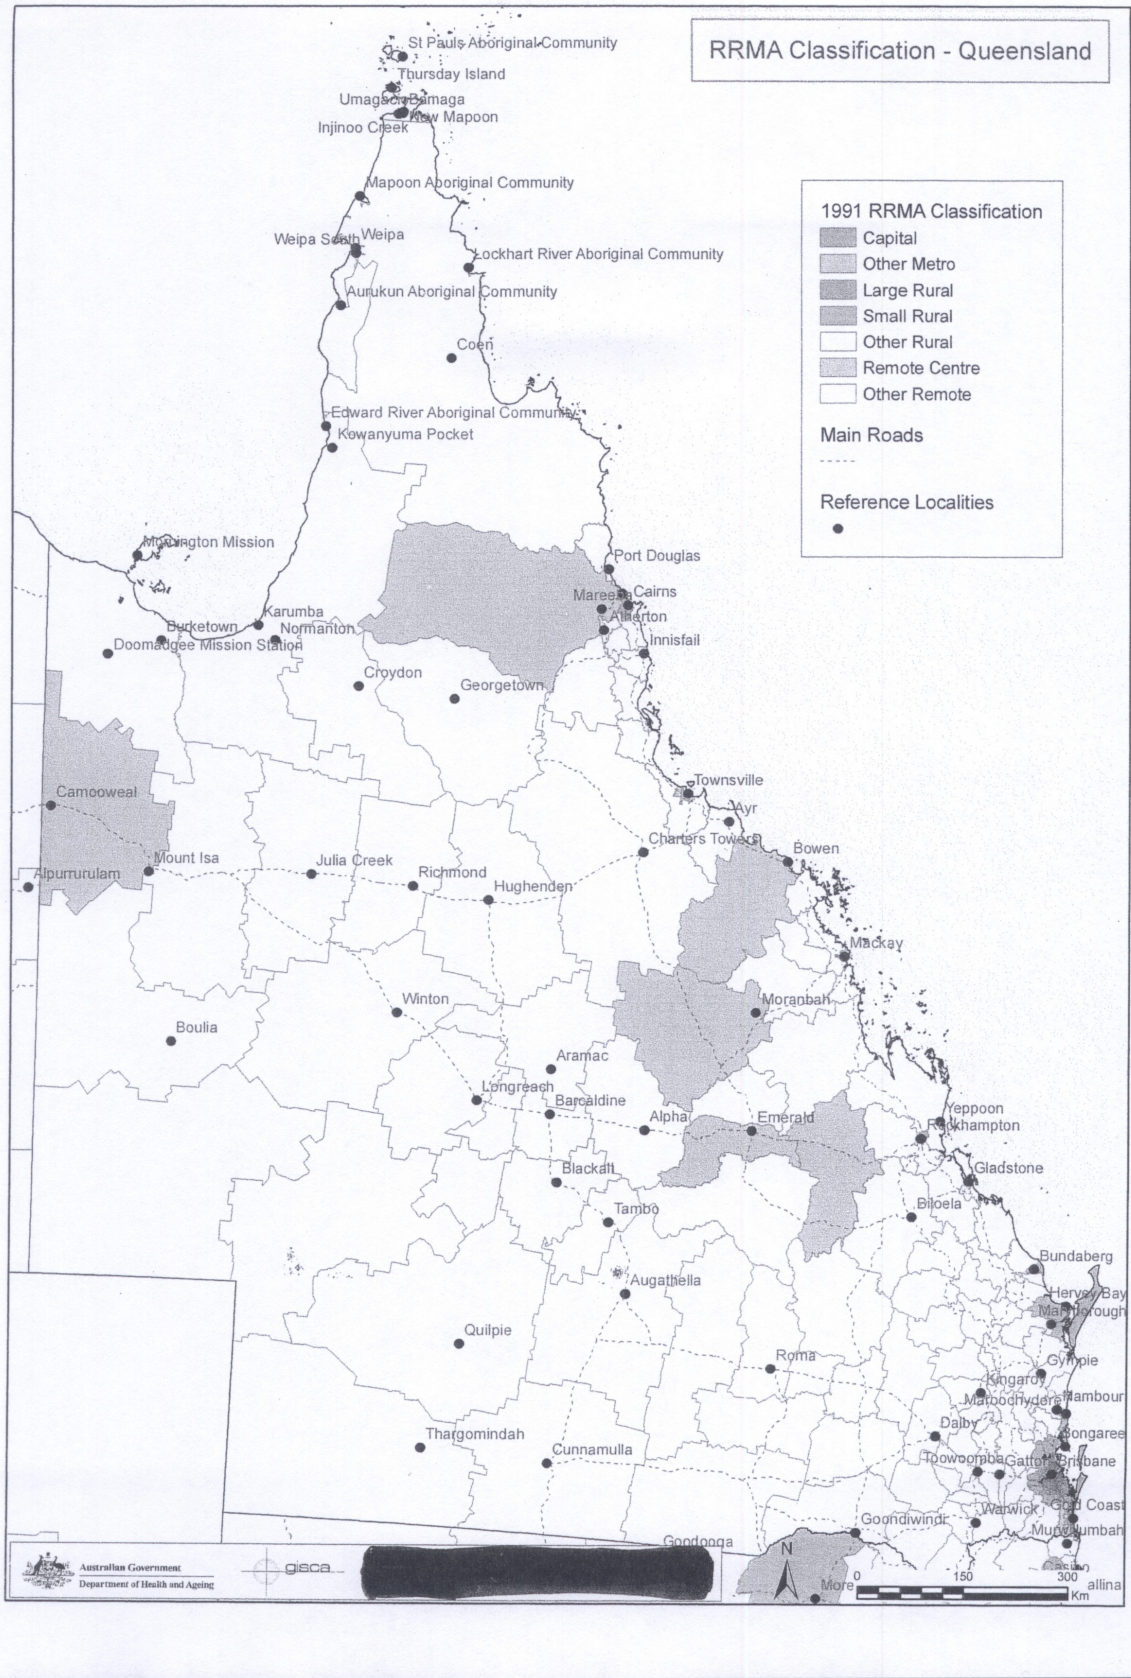 RRMA Classification - Queensland
St Pauls Aboriginal Community
Thursday Island
Umagico Bamaga
New Mapoon
Injinoo Creek
Mapoon Aboriginal Community
Weipa South
Weipa
Lockhart River Aboriginal Community
Aurukun Aboriginal Community
Coen
Edward River Aboriginal Community
Kowanyuma Pocket
1991 RRMA Classification
Capital
Other Metro
Large Rural
Small Rural
Other Rural
Remote Centre
Other Remote
Main Roads
Reference Localities
Mornington Mission
Port Douglas
Mareeba
Cairns
Atherton
Innisfail
Karumba
Burketown
Normanton
Doomadgee Mission Station
Croydon
Georgetown
Camooweal
Townsville
Ayr
Charters Towers
Bowen
Mount Isa
Alpurrurulam
Julia Creek
Richmond
Hughenden
Mackay
Winton
Moranbah
Boulia
Aramac
Longreach
Barcaldine
Alpha
Emerald
Yeppoon
Rockhampton
Blackall
Gladstone
Tambo
Biloela
Bundaberg
Augathella
Hervey Bay
Maryborough
Quilpie
Roma
Gympie
Kingaroy
Maroochydore
Nambour
Dalby
Bongaree
Thargomindah
Cunnamulla
Toowoomba
Gatton
Brisbane
Gold Coast
Goondiwindi
Warwick
Murwillumbah
Goodooga
Casino
allina
More
N
0 150 300
Km
Australian Government
Department of Health and Ageing
gisca